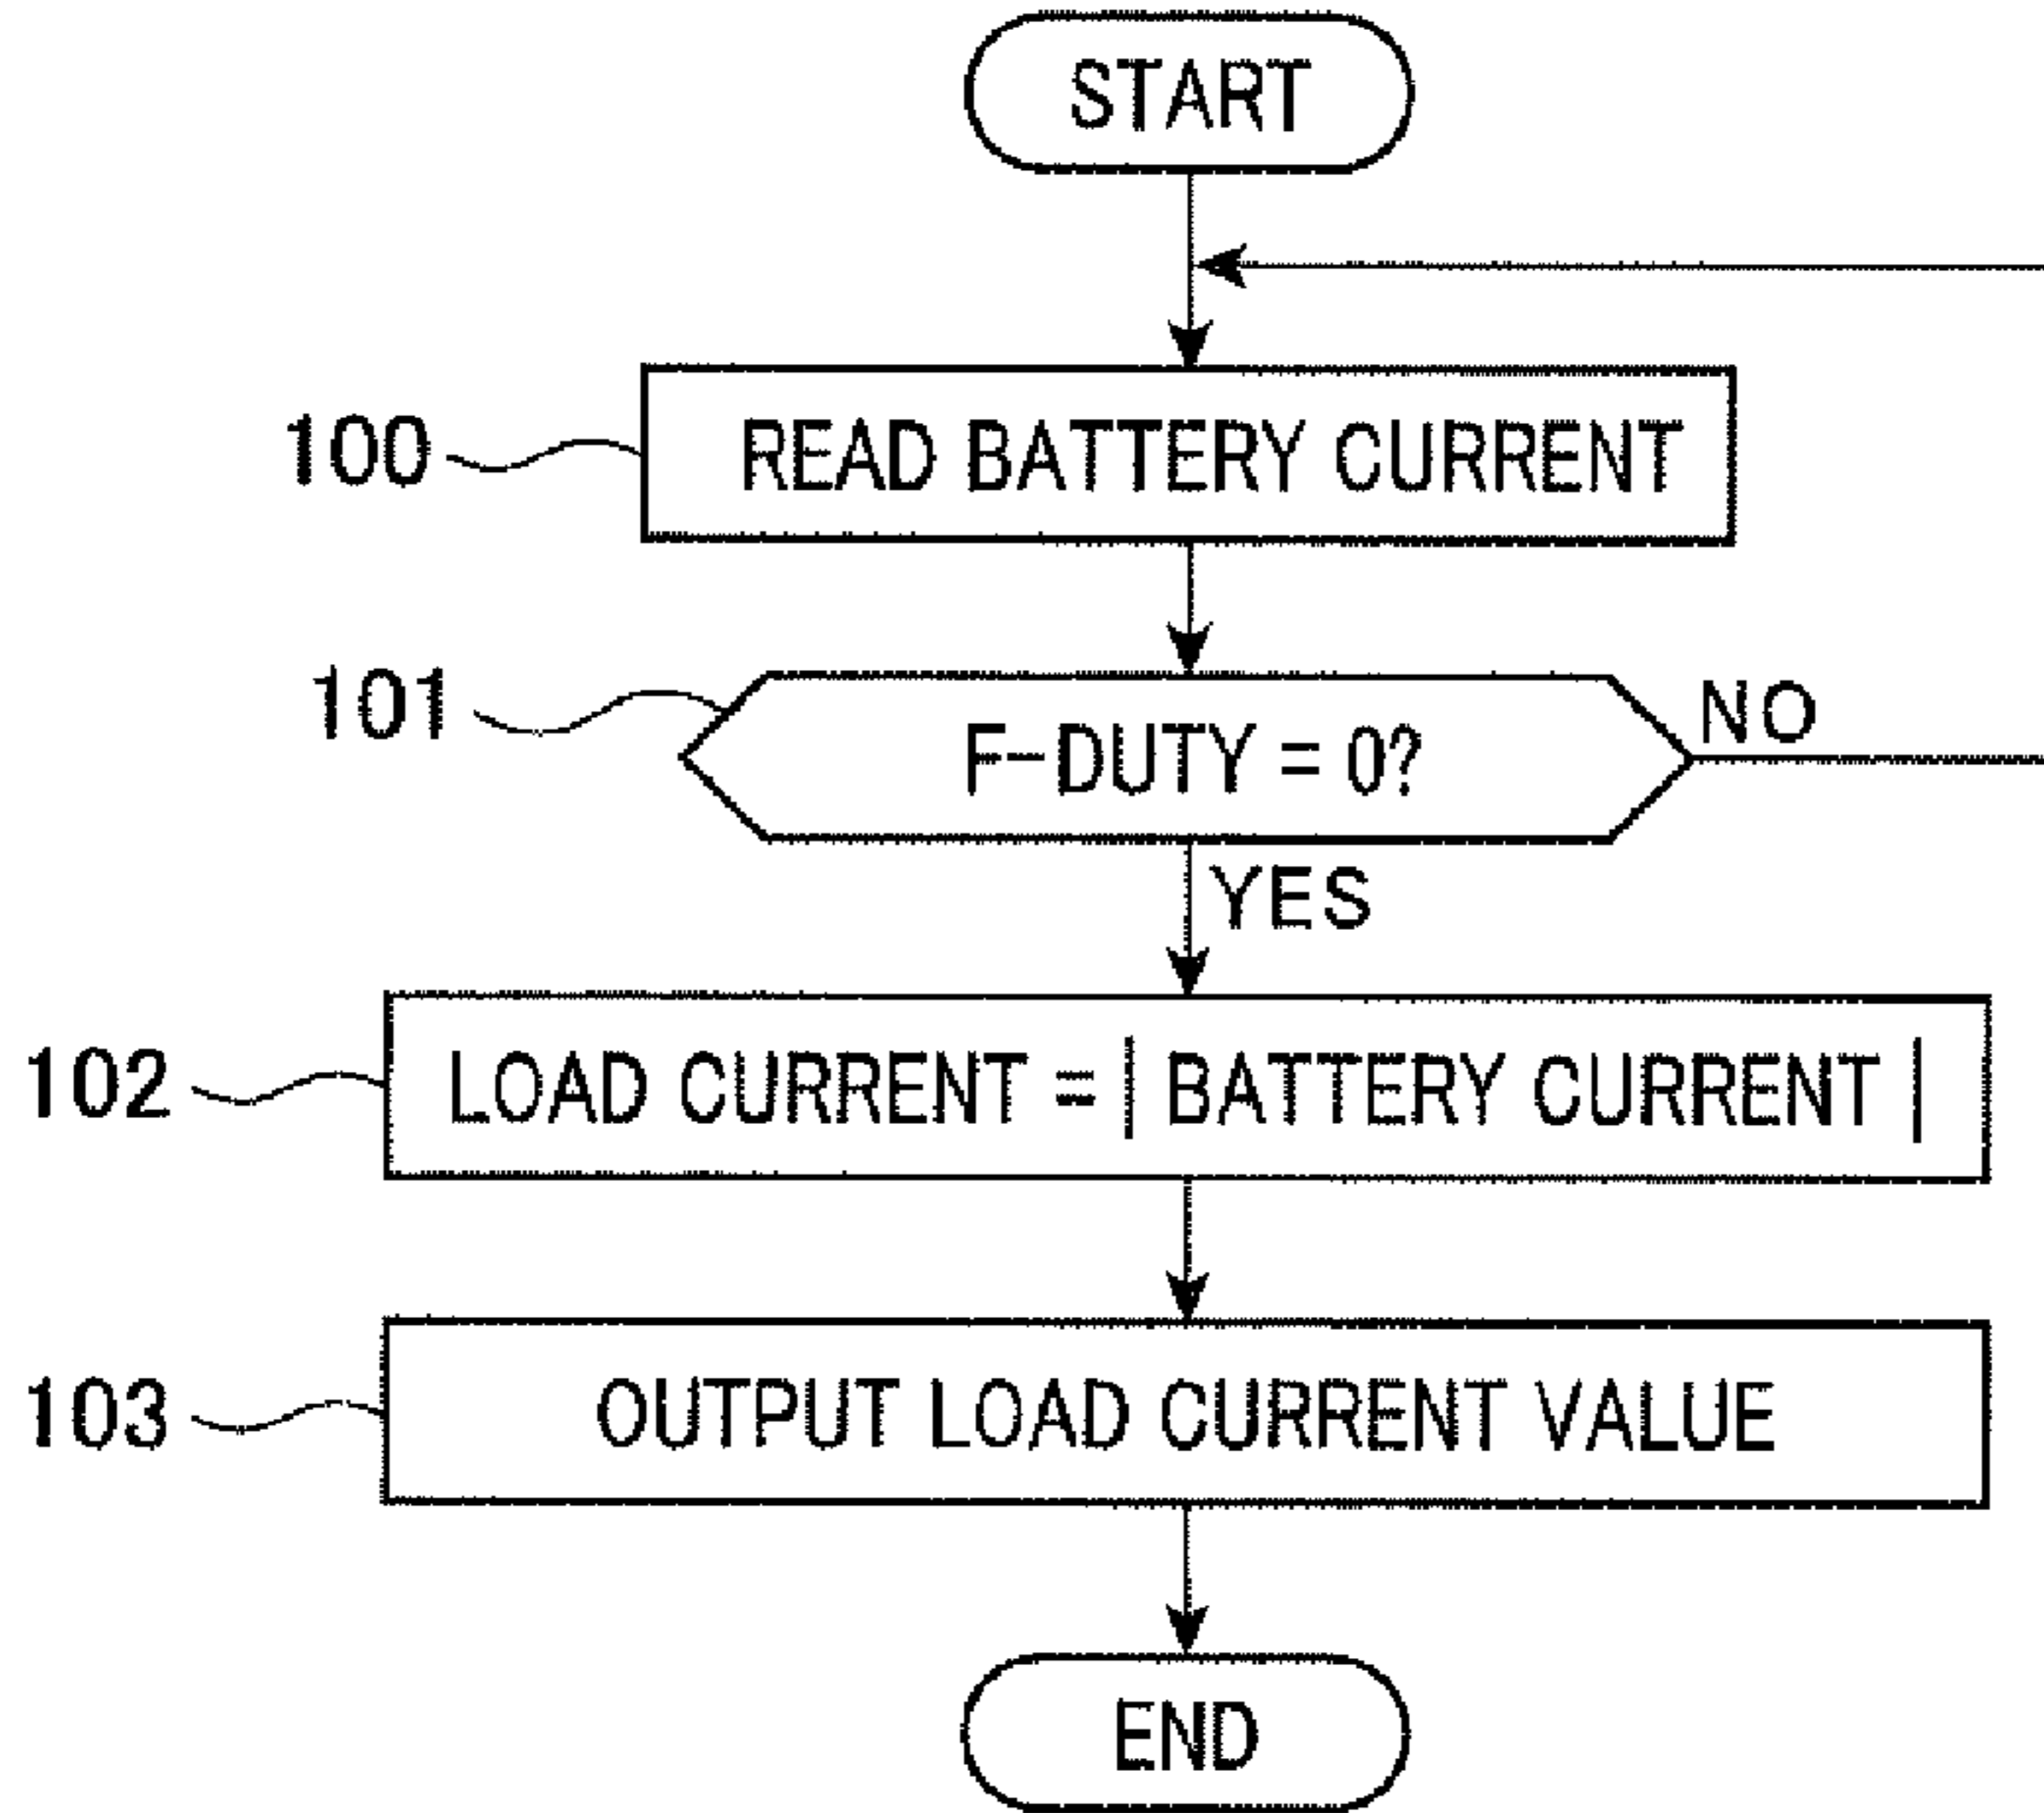 START
100 READ BATTERY CURRENT
101 F-DUTY = 0? NO
YES
102 LOAD CURRENT = | BATTERY CURRENT |
103 OUTPUT LOAD CURRENT VALUE
END